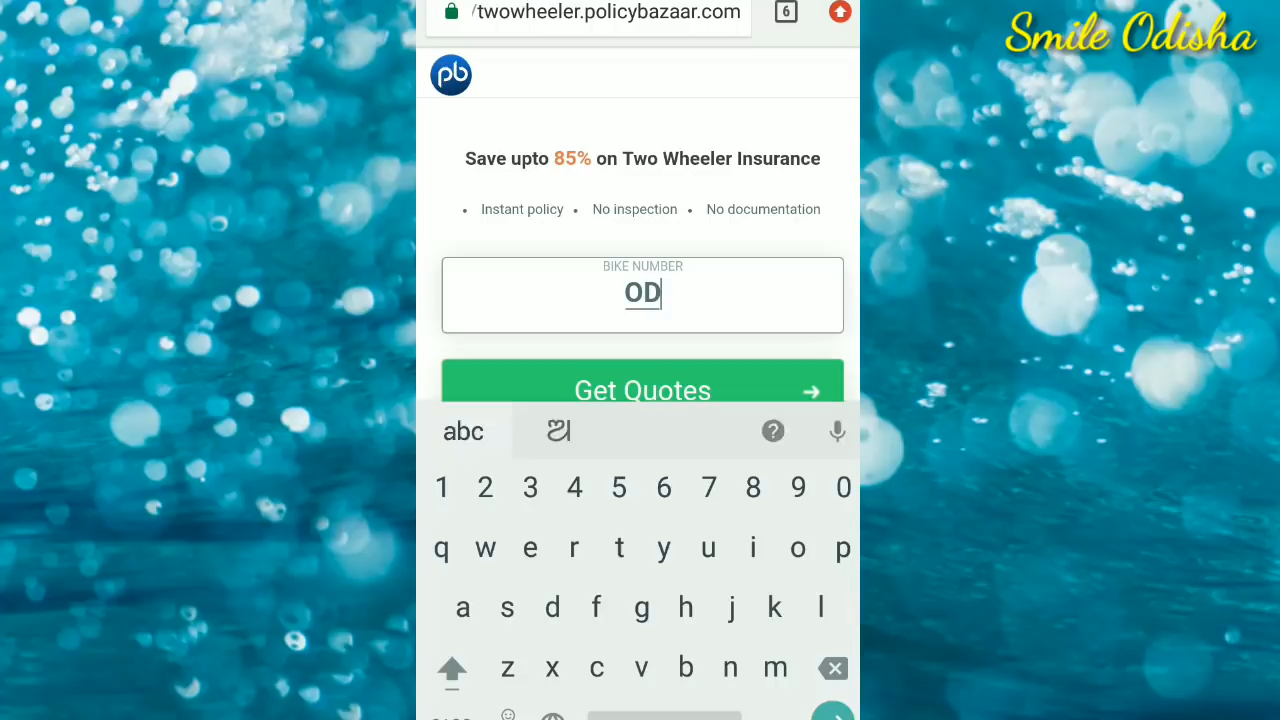 /twowheeler.policybazaar.com
6
Smile Odisha
pb
Save upto 85% on Two Wheeler Insurance
• Instant policy • No inspection • No documentation
BIKE NUMBER
OD
Get Quotes →
abc ଅ ?
1 2 3 4 5 6 7 8 9 0
q w e r t y u i o p
a s d f g h j k l
z x c v b n m